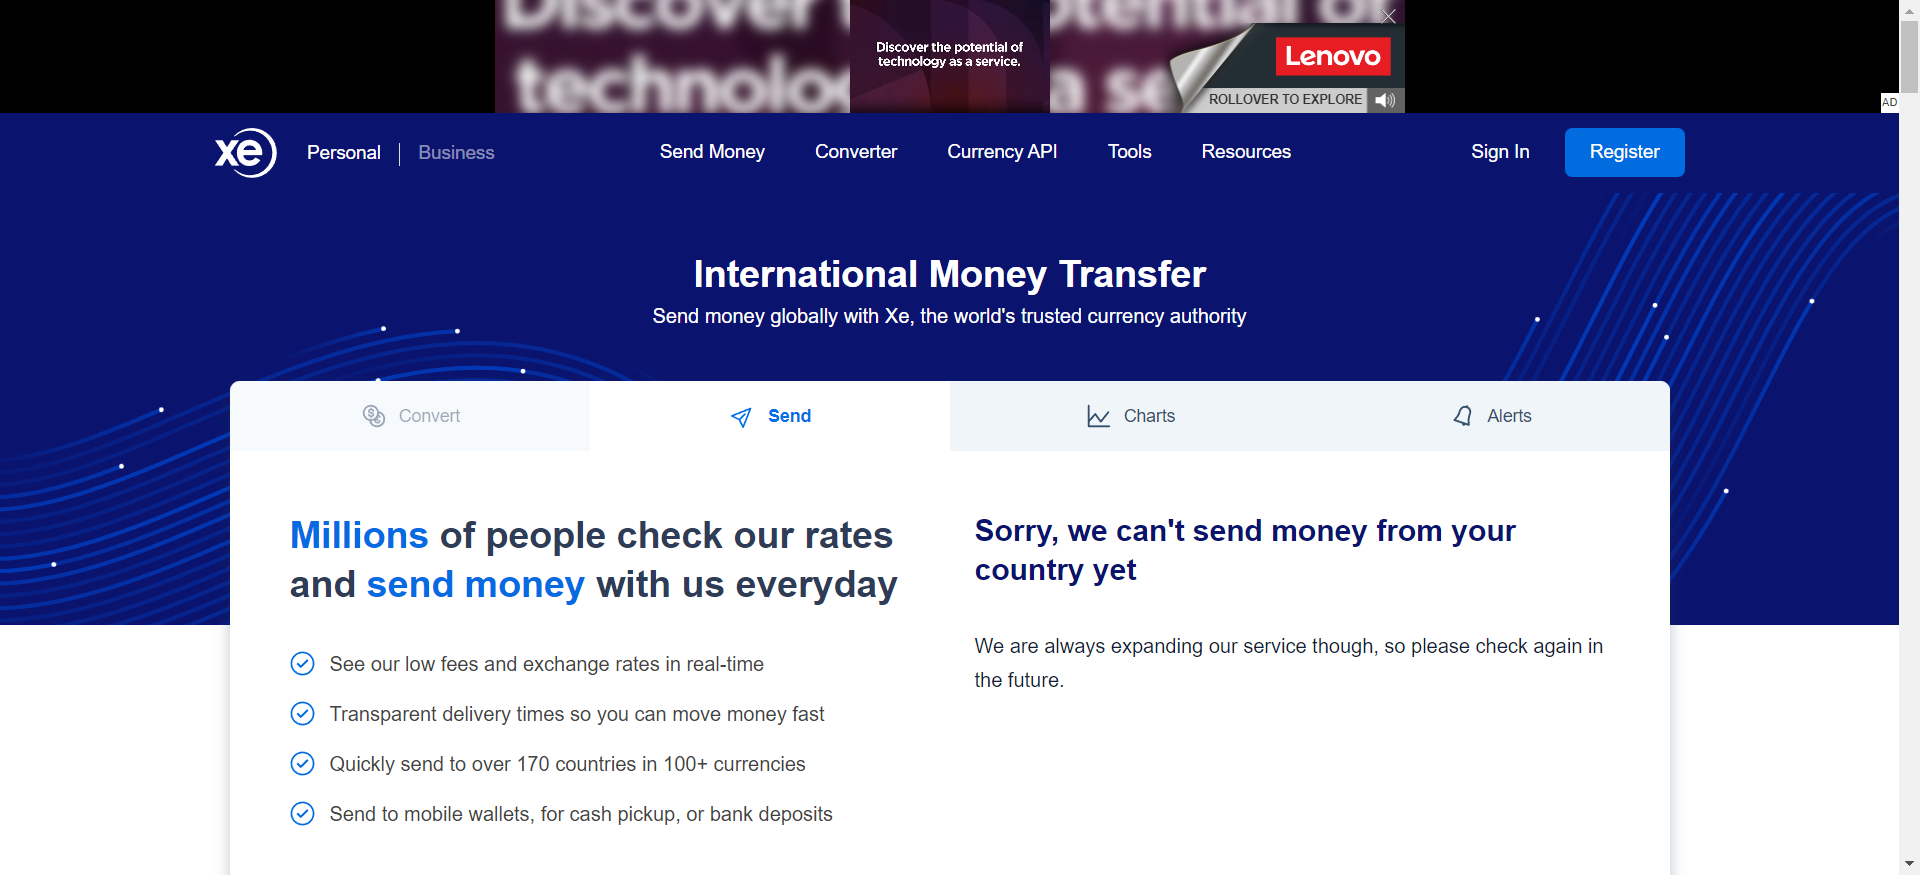 Discover
potential of
technolo
a se
Discover the potential of
technology as a service.
Lenovo
ROLLOVER TO EXPLORE
AD
xe
Personal
Business
Send Money
Converter
Currency API
Tools
Resources
Sign In
Register
International Money Transfer
Send money globally with Xe, the world's trusted currency authority
Convert
Send
Charts
Alerts
Millions of people check our rates
and send money with us everyday
See our low fees and exchange rates in real-time
Transparent delivery times so you can move money fast
Quickly send to over 170 countries in 100+ currencies
Send to mobile wallets, for cash pickup, or bank deposits
Sorry, we can't send money from your
country yet
We are always expanding our service though, so please check again in
the future.